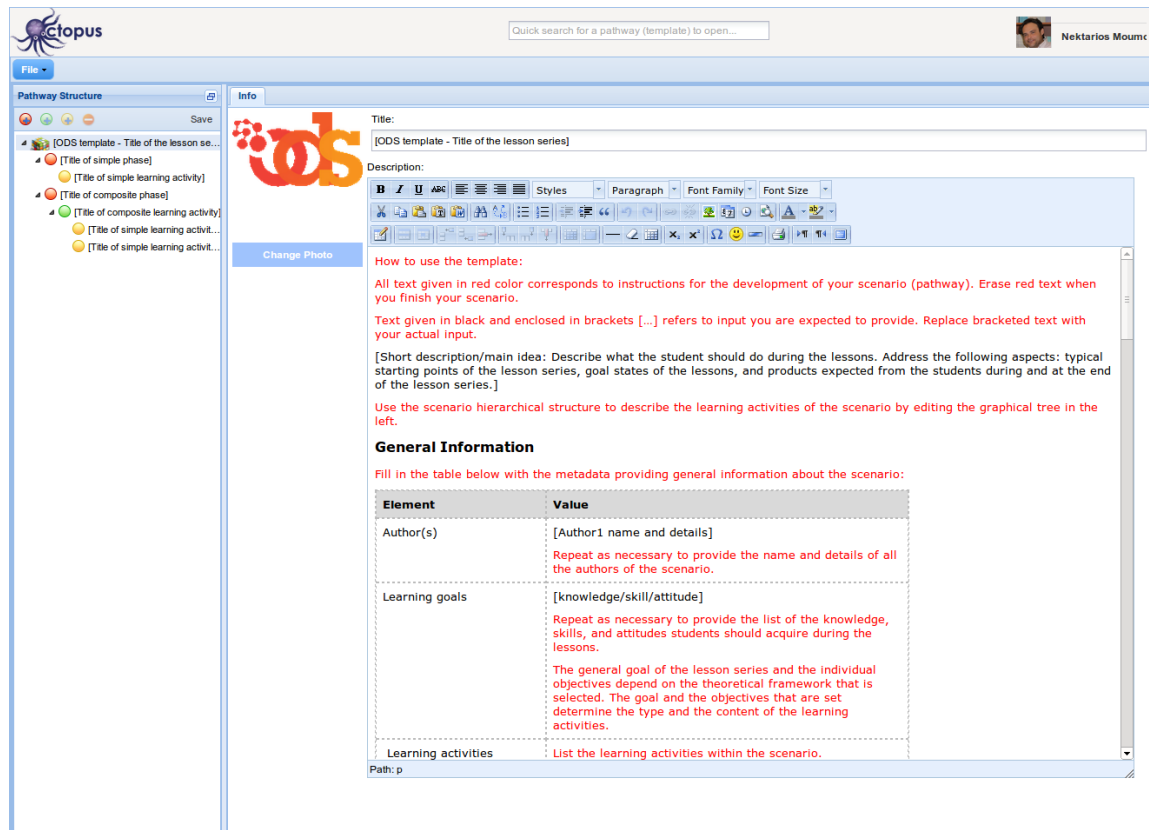 ctopus
Quick search for a pathway (template) to open...
Nektarios Moum
File
Pathway Structure
Save
[ODS template - Title of the lesson se...
[Title of simple phase]
[Title of simple learning activity]
[Title of composite phase]
[Title of composite learning activity]
[Title of simple learning activit...
[Title of simple learning activit...
Info
ods
Change Photo
Title:
[ODS template - Title of the lesson series]
Description:
B I U ABC Styles Paragraph Font Family Font Size
Path: p
How to use the template:
All text given in red color corresponds to instructions for the development of your scenario (pathway). Erase red text when
you finish your scenario.
Text given in black and enclosed in brackets [...] refers to input you are expected to provide. Replace bracketed text with
your actual input.
[Short description/main idea: Describe what the student should do during the lessons. Address the following aspects: typical
starting points of the lesson series, goal states of the lessons, and products expected from the students during and at the end
of the lesson series.]
Use the scenario hierarchical structure to describe the learning activities of the scenario by editing the graphical tree in the
left.
General Information
Fill in the table below with the metadata providing general information about the scenario:
Element Value
Author(s) [Author1 name and details]
Repeat as necessary to provide the name and details of all
the authors of the scenario.
Learning goals [knowledge/skill/attitude]
Repeat as necessary to provide the list of the knowledge,
skills, and attitudes students should acquire during the
lessons.
The general goal of the lesson series and the individual
objectives depend on the theoretical framework that is
selected. The goal and the objectives that are set
determine the type and the content of the learning
activities.
Learning activities List the learning activities within the scenario.